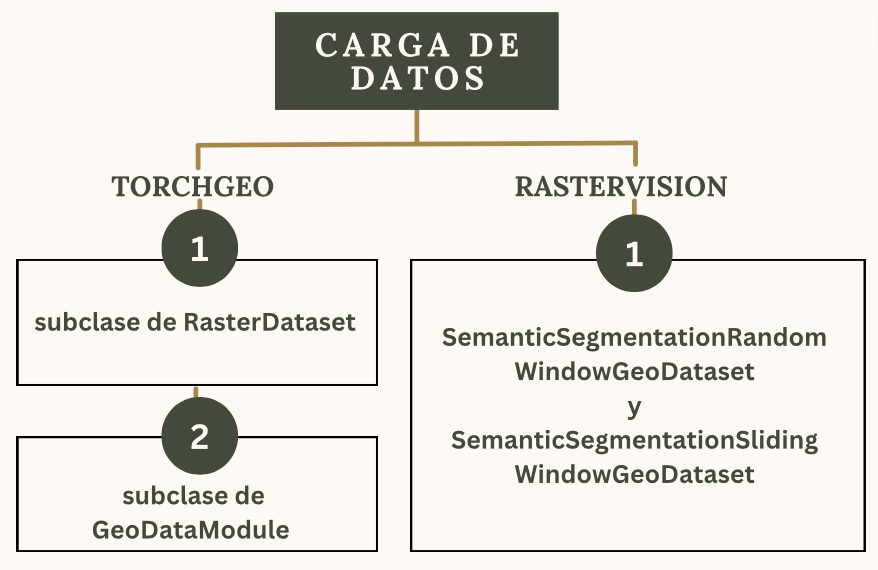 CARGA DE
DATOS
TORCHGEO
1
subclase de RasterDataset
2
subclase de
GeoDataModule
RASTERVISION
1
SemanticSegmentationRandom
WindowGeoDataset
y
SemanticSegmentationSliding
WindowGeoDataset